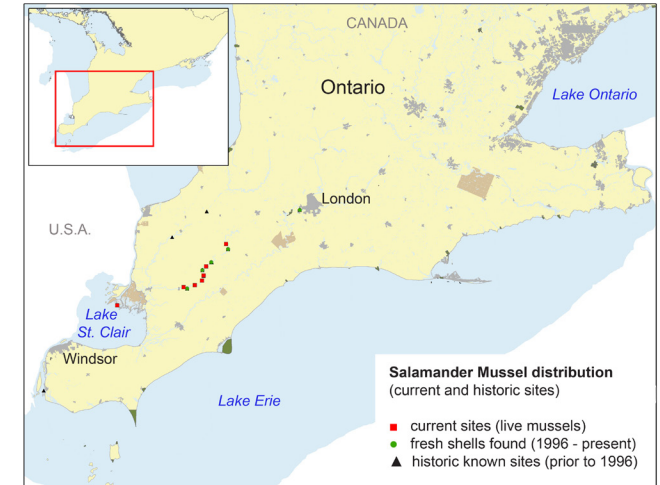 CANADA
Ontario
Lake Ontario
London
U.S.A.
Lake
St. Clair
Windsor
Lake Erie
Salamander Mussel distribution
(current and historic sites)
current sites (live mussels)
fresh shells found (1996 - present)
historic known sites (prior to 1996)